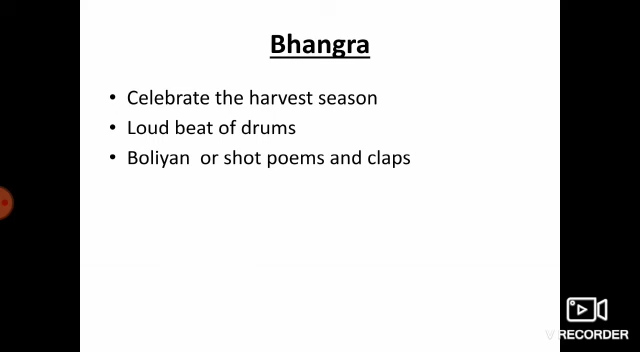 Bhangra
• Celebrate the harvest season
• Loud beat of drums
• Boliyan or shot poems and claps
V RECORDER